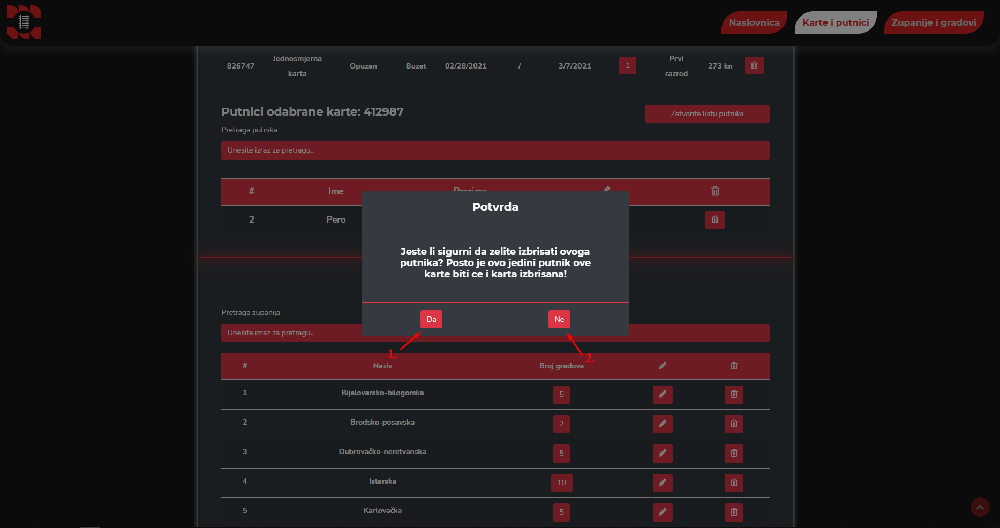 Naslovnica
Karte i putnici
Zupanije i gradovi
826747 Jednosmjerna karta Opuzen Buzet 02/28/2021 / 3/7/2021 1 Prvi razred 273 kn
Putnici odabrane karte: 412987
Zatvorite listu putnika
Pretraga putnika
Unesite izraz za pretragu..
# Ime Prezime
2 Pero
Potvrda
Jeste li sigurni da zelite izbrisati ovoga
putnika? Posto je ovo jedini putnik ove
karte biti ce i karta izbrisana!
Da Ne
1. 2.
Pretraga zupanija
Unesite izraz za pretragu..
# Naziv Broj gradova
1 Bijelovarsko-bilogorska 5
2 Brodsko-posavska 2
3 Dubrovačko-neretvanska 5
4 Istarska 10
5 Karlovačka 5